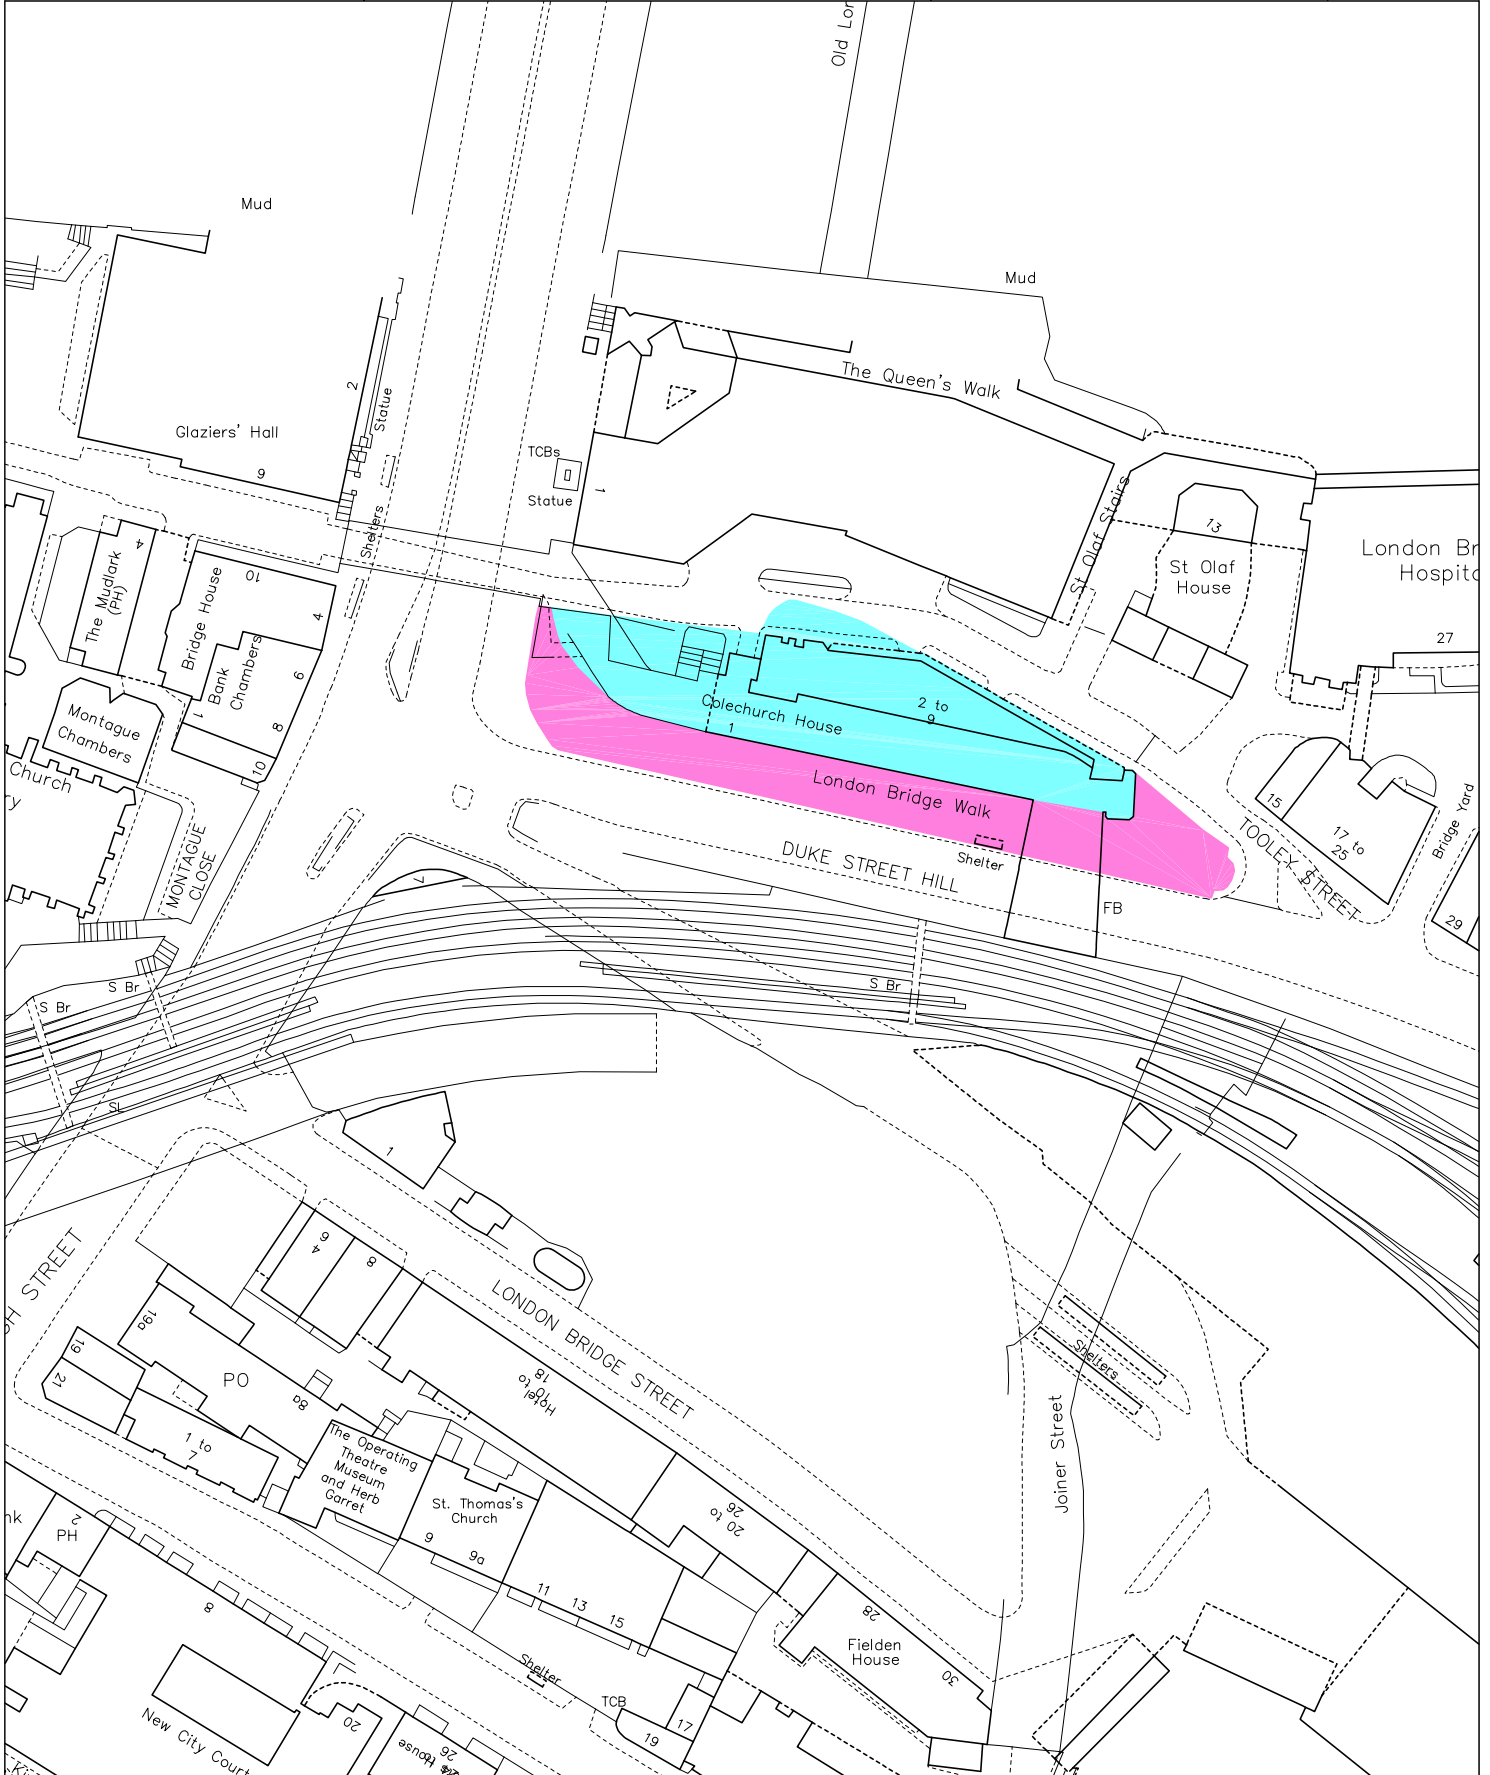 Old Lon
Mud
Mud
The Queen's Walk
2
Statue
Glaziers' Hall
9
TCBs
Statue
1
Shelters
St Olaf Stairs
13
St Olaf
House
London Br
Hospita
27
4
The Mudlark
(PH)
Bridge House
10
4
Bank
Chambers
6
1
8
10
Montague
Chambers
Church
ry
MONTAGUE
CLOSE
Colechurch House
1
2 to
9
London Bridge Walk
Shelter
DUKE STREET HILL
FB
TOOLEY STREET
15
17 to
25
Bridge Yard
29
S Br
S Br
S Br
SL
1
LONDON BRIDGE STREET
6
4
8
19a
19
21
PO
8a
1 to
7
Hotel
10 to
18
The Operating
Theatre
Museum
and Herb
Garret
St. Thomas's
Church
9
9a
11
13
15
20 to
26
Shelters
Joiner Street
28
Fielden
House
30
nk
2
PH
8
New City Court
20
26
Shelter
TCB
17
19